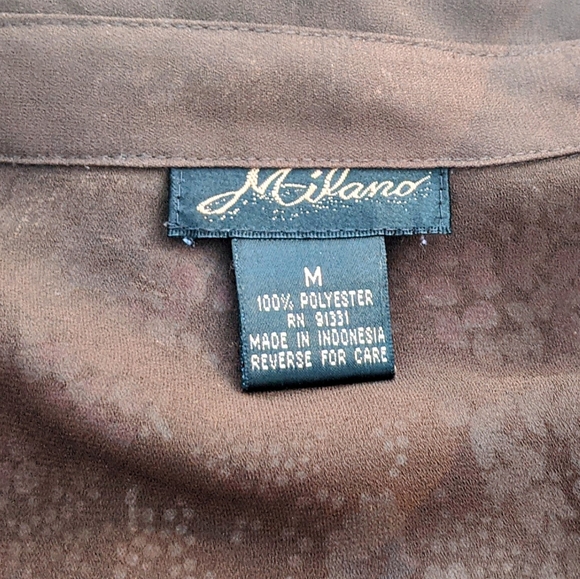 Milano
M
100% POLYESTER
RN 91331
MADE IN INDONESIA
REVERSE FOR CARE